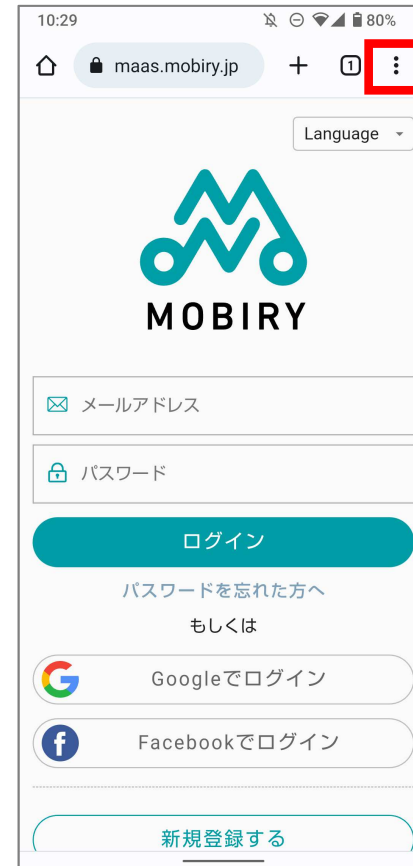 10:29
80%
maas.mobiry.jp
1
Language
MOBIRY
メールアドレス
パスワード
ログイン
パスワードを忘れた方へ
もしくは
Googleでログイン
Facebookでログイン
新規登録する